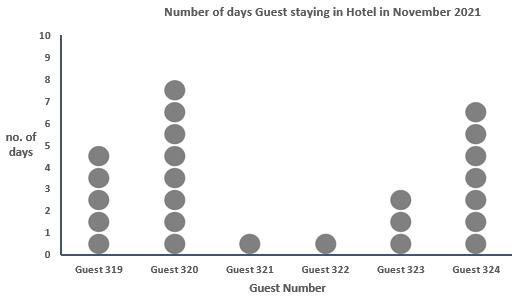 Number of days Guest staying in Hotel in November 2021
10
9
8
7
6
no. of
days
5
4
3
2
1
0
Guest 319 Guest 320 Guest 321 Guest 322 Guest 323 Guest 324
Guest Number